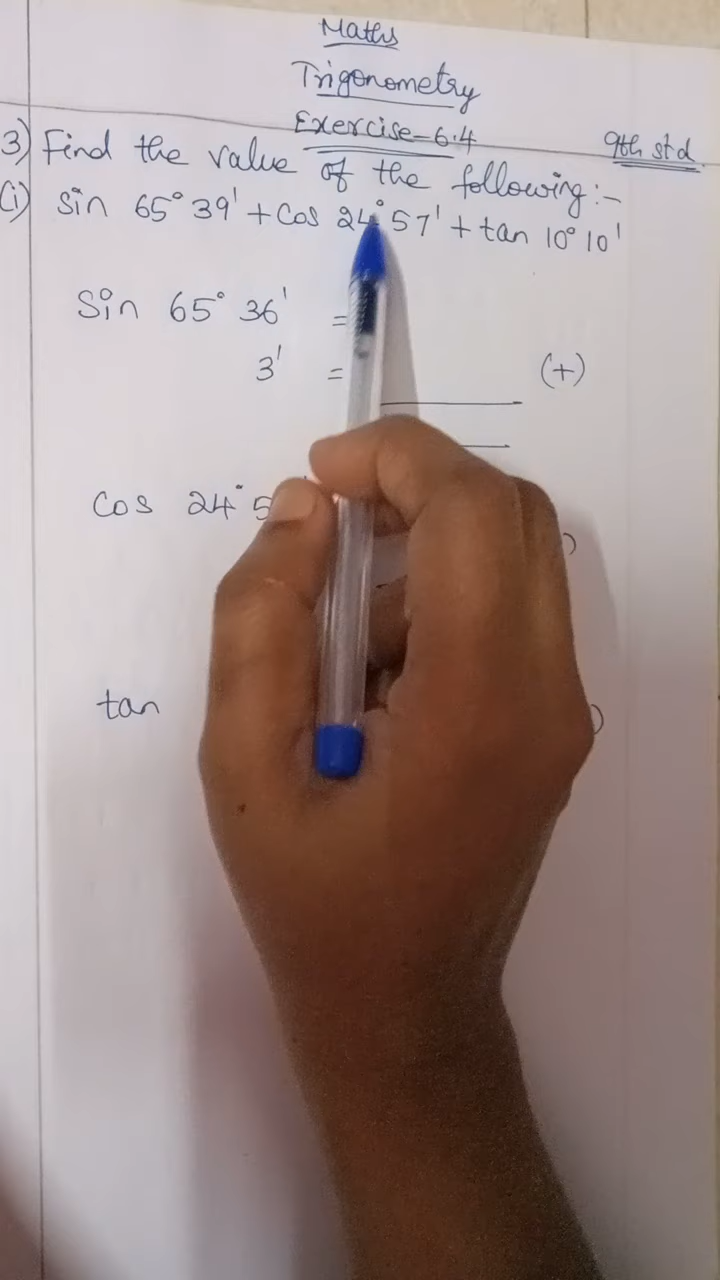 Maths
Trigonometry
Exercise-6.4
9th std
3) Find the value of the following:-
(i) sin 65° 39' + cos 24° 57' + tan 10° 10'
Sin 65° 36' =
3' = (+)
cos 24° 5
)
tan )